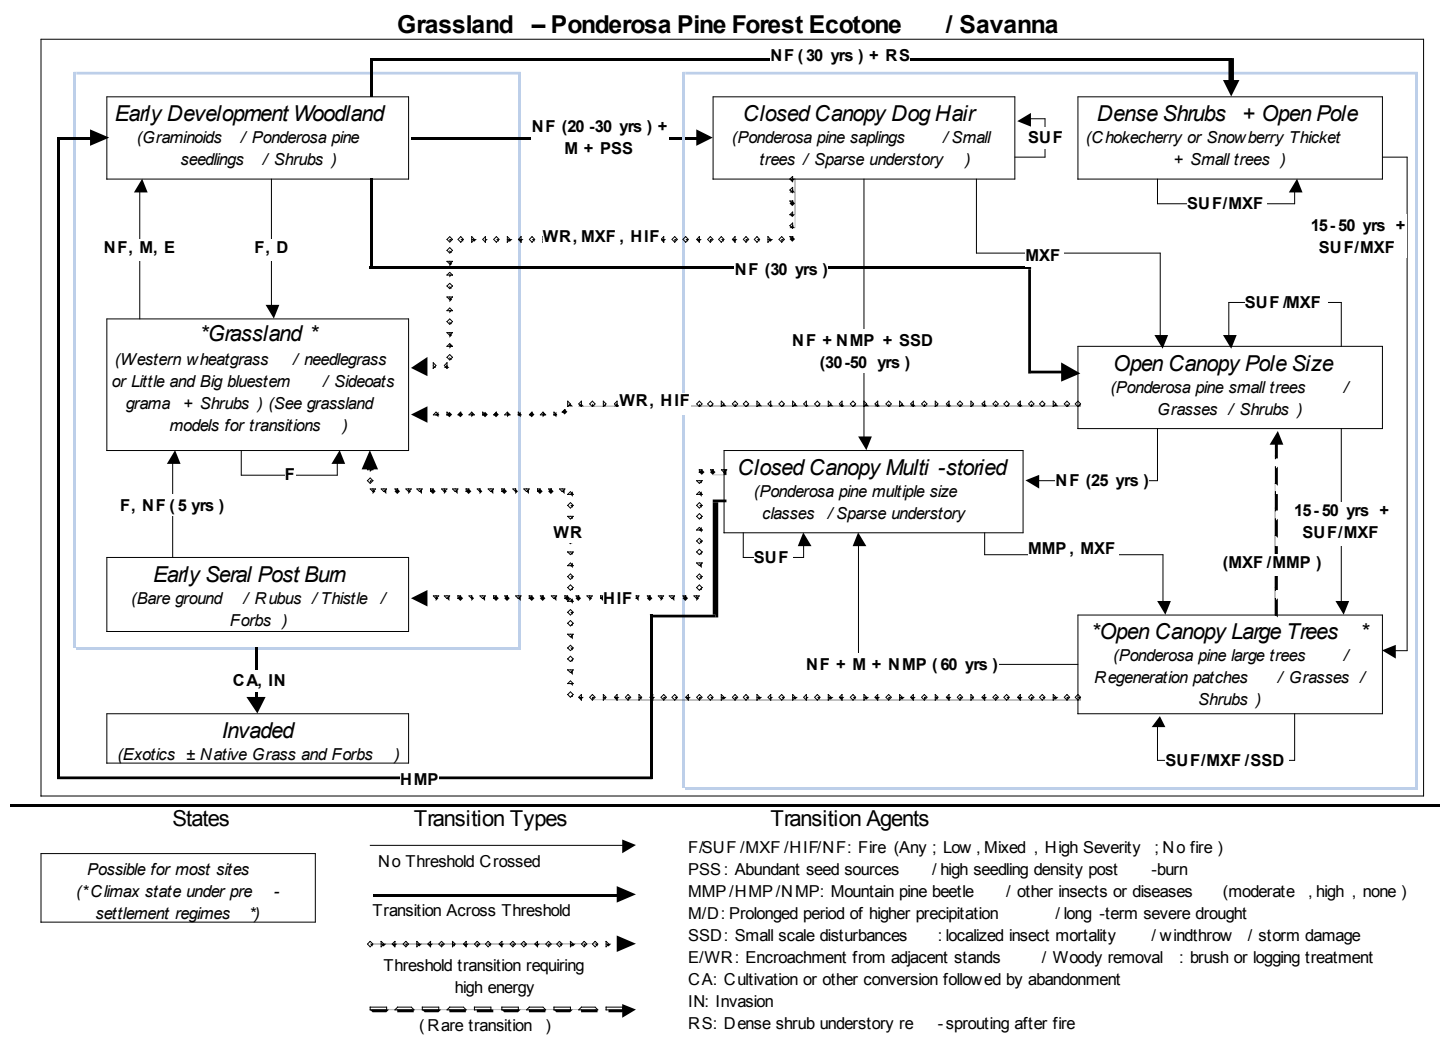 Grassland – Ponderosa Pine Forest Ecotone / Savanna
NF (30 yrs) + RS
Early Development Woodland
(Graminoids / Ponderosa pine
seedlings / Shrubs)
NF (20-30 yrs) +
M + PSS
Closed Canopy Dog Hair
(Ponderosa pine saplings / Small
trees / Sparse understory)
SUF
Dense Shrubs + Open Pole
(Chokecherry or Snowberry Thicket
+ Small trees)
SUF/MXF
15-50 yrs +
SUF/MXF
NF, M, E
F, D
WR, MXF, HIF
MXF
NF (30 yrs)
SUF/MXF
*Grassland *
(Western wheatgrass / needlegrass
or Little and Big bluestem / Sideoats
grama + Shrubs) (See grassland
models for transitions)
NF + NMP + SSD
(30-50 yrs)
Open Canopy Pole Size
(Ponderosa pine small trees /
Grasses / Shrubs)
WR, HIF
F
Closed Canopy Multi-storied
(Ponderosa pine multiple size
classes / Sparse understory
NF (25 yrs)
F, NF (5 yrs)
WR
15-50 yrs +
SUF/MXF
SUF
MMP, MXF
(MXF/MMP)
Early Seral Post Burn
(Bare ground / Rubus / Thistle /
Forbs)
HIF
*Open Canopy Large Trees *
(Ponderosa pine large trees /
Regeneration patches / Grasses /
Shrubs)
NF + M + NMP (60 yrs)
CA, IN
Invaded
(Exotics ± Native Grass and Forbs)
SUF/MXF/SSD
HMP
States
Transition Types
Transition Agents
Possible for most sites
(*Climax state under pre-
settlement regimes*)
No Threshold Crossed
Transition Across Threshold
Threshold transition requiring
high energy
(Rare transition)
F/SUF/MXF/HIF/NF: Fire (Any; Low, Mixed, High Severity; No fire)
PSS: Abundant seed sources / high seedling density post-burn
MMP/HMP/NMP: Mountain pine beetle / other insects or diseases (moderate, high, none)
M/D: Prolonged period of higher precipitation / long-term severe drought
SSD: Small scale disturbances: localized insect mortality / windthrow / storm damage
E/WR: Encroachment from adjacent stands / Woody removal: brush or logging treatment
CA: Cultivation or other conversion followed by abandonment
IN: Invasion
RS: Dense shrub understory re-sprouting after fire